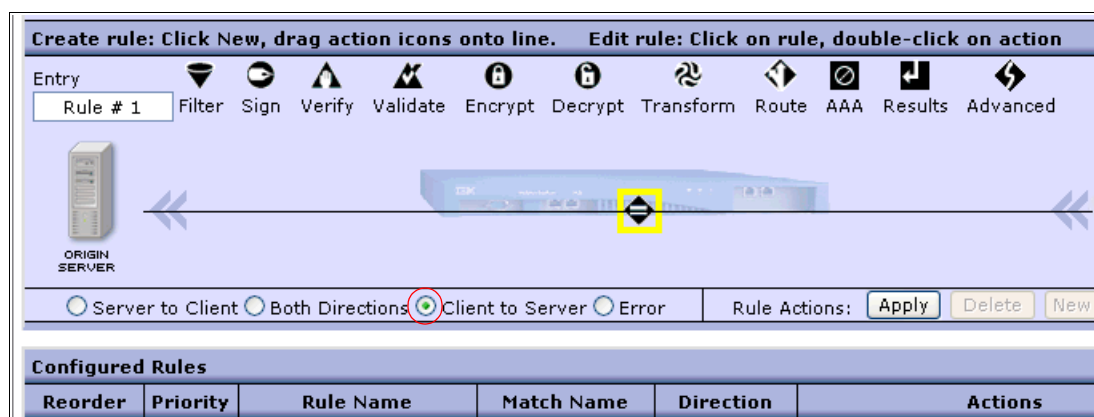 Create rule: Click New, drag action icons onto line. Edit rule: Click on rule, double-click on action
Entry
Rule # 1 Filter Sign Verify Validate Encrypt Decrypt Transform Route AAA Results Advanced
IBM
ORIGIN
SERVER
Server to Client Both Directions Client to Server Error Rule Actions: Apply Delete New
Configured Rules
Reorder Priority Rule Name Match Name Direction Actions